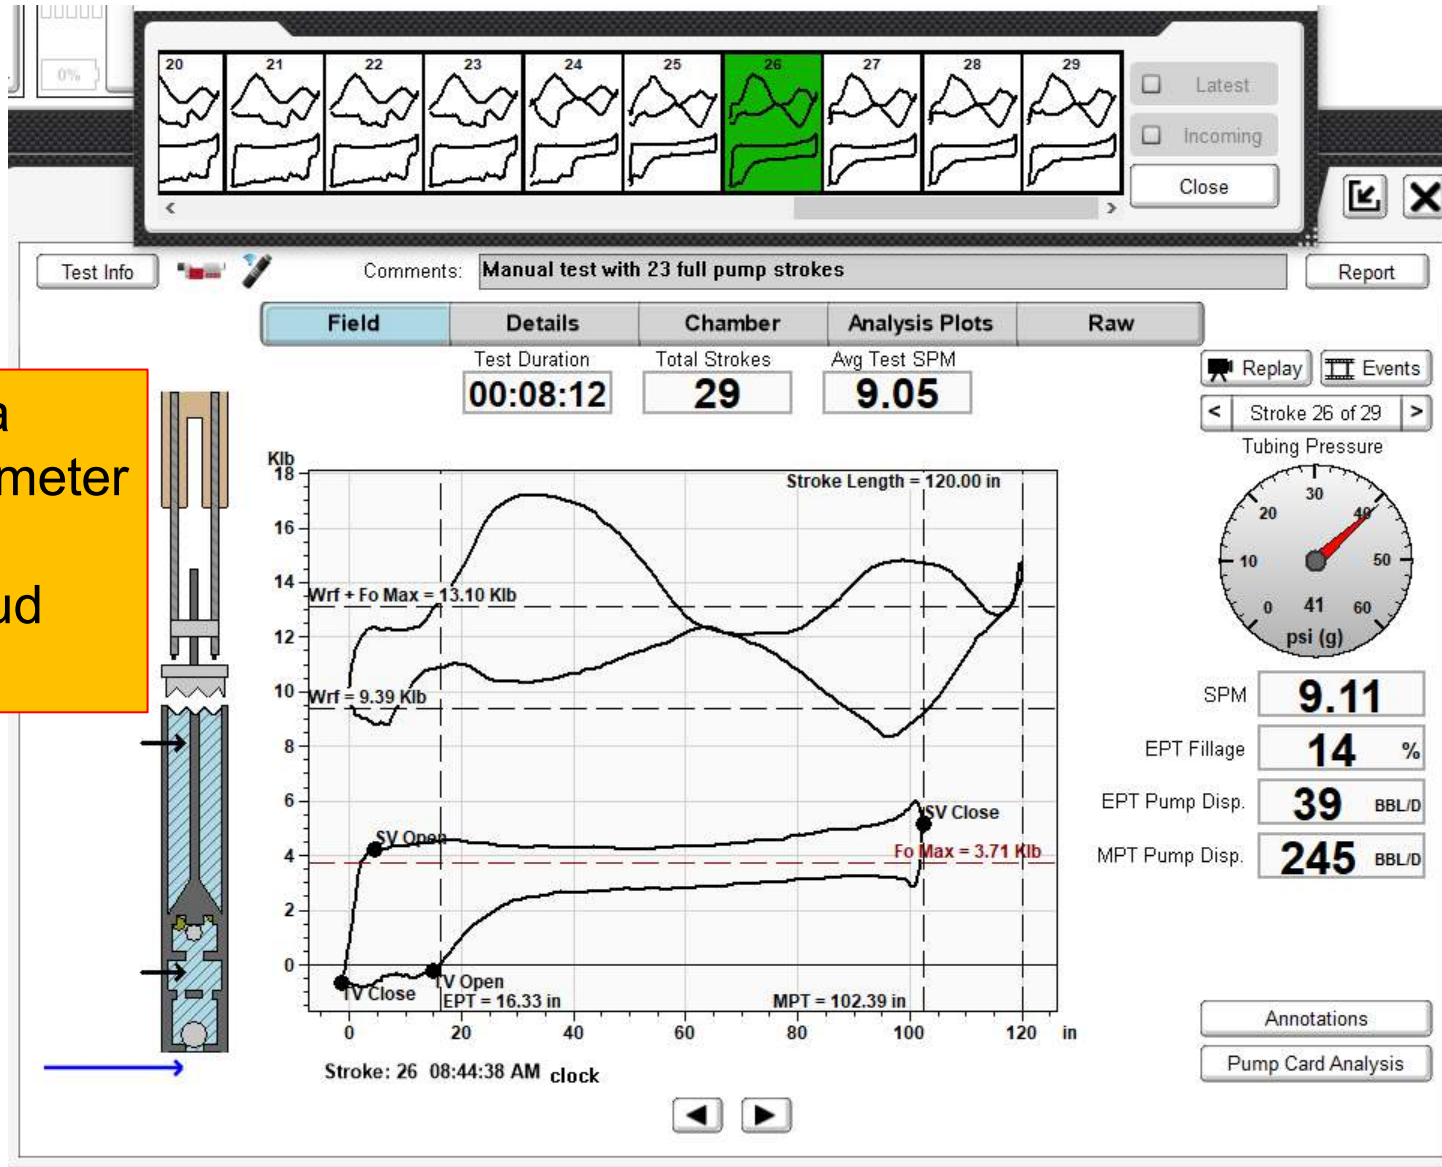 0%
20 21 22 23 24 25 26 27 28 29
Latest
Incoming
Close
Test Info
Comments: Manual test with 23 full pump strokes
Report
Field Details Chamber Analysis Plots Raw
Test Duration Total Strokes Avg Test SPM
00:08:12 29 9.05
Replay Events
< Stroke 26 of 29 >
a
meter
ud
Tubing Pressure
0 10 20 30 40 50 60
41
psi (g)
SPM 9.11
EPT Fillage 14 %
EPT Pump Disp. 39 BBL/D
MPT Pump Disp. 245 BBL/D
Klb
18
16
14
12
10
8
6
4
2
0
Stroke Length = 120.00 in
Wrf + Fo Max = 13.10 Klb
Wrf = 9.39 Klb
SV Open
SV Close
Fo Max = 3.71 Klb
TV Close
TV Open
EPT = 16.33 in
MPT = 102.39 in
0 20 40 60 80 100 120 in
Stroke: 26 08:44:38 AM clock
Annotations
Pump Card Analysis